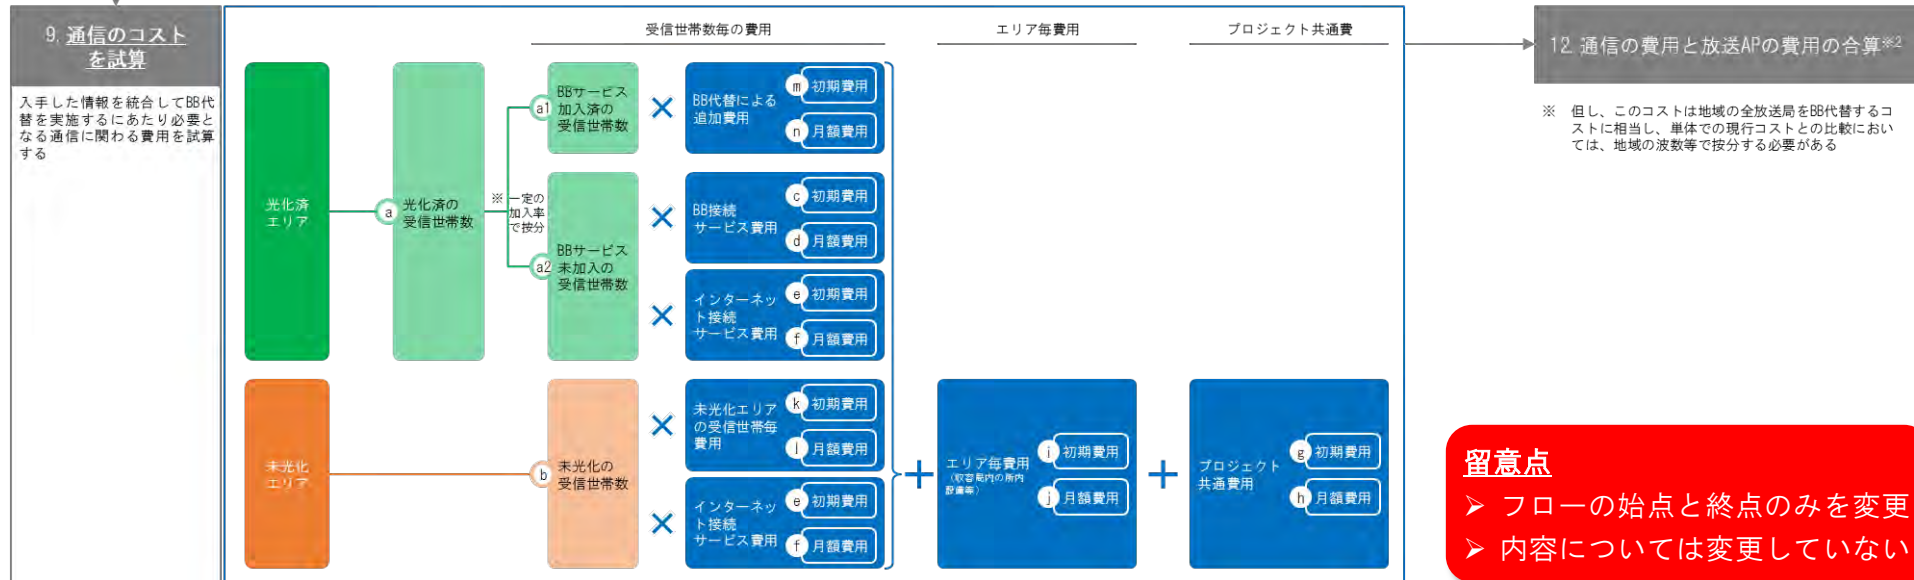 9. 通信のコスト
を試算
入手した情報を統合してBB代
替を実施するにあたり必要と
なる通信に関わる費用を試算
する
受信世帯数毎の費用
エリア毎費用
プロジェクト共通費
光化済
エリア
a
光化済の
受信世帯数
※ 一定の
加入率
で按分
a1
BBサービス
加入済の
受信世帯数
×
BB代替による
追加費用
m 初期費用
n 月額費用
a2
BBサービス
未加入の
受信世帯数
×
BB接続
サービス費用
c 初期費用
d 月額費用
×
インターネッ
ト接続
サービス費用
e 初期費用
f 月額費用
未光化
エリア
b
未光化の
受信世帯数
×
未光化エリア
の受信世帯毎
費用
k 初期費用
l 月額費用
×
インターネッ
ト接続
サービス費用
e 初期費用
f 月額費用
+
エリア毎費用
(収容局内の所内
設備等)
i 初期費用
j 月額費用
+
プロジェクト
共通費用
g 初期費用
h 月額費用
12. 通信の費用と放送APの費用の合算※2
※ 但し、このコストは地域の全放送局をBB代替するコ
ストに相当し、単体での現行コストとの比較におい
ては、地域の波数等で按分する必要がある
留意点
➢ フローの始点と終点のみを変更
➢ 内容については変更していない